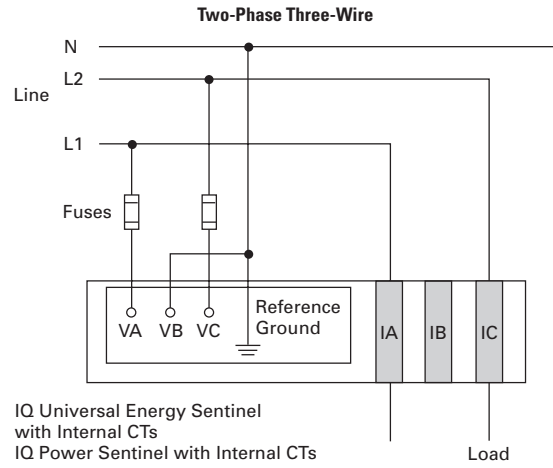 Two-Phase Three-Wire
N
L2
Line
L1
Fuses
VA VB VC
Reference
Ground
IA IB IC
IQ Universal Energy Sentinel
with Internal CTs
IQ Power Sentinel with Internal CTs
Load